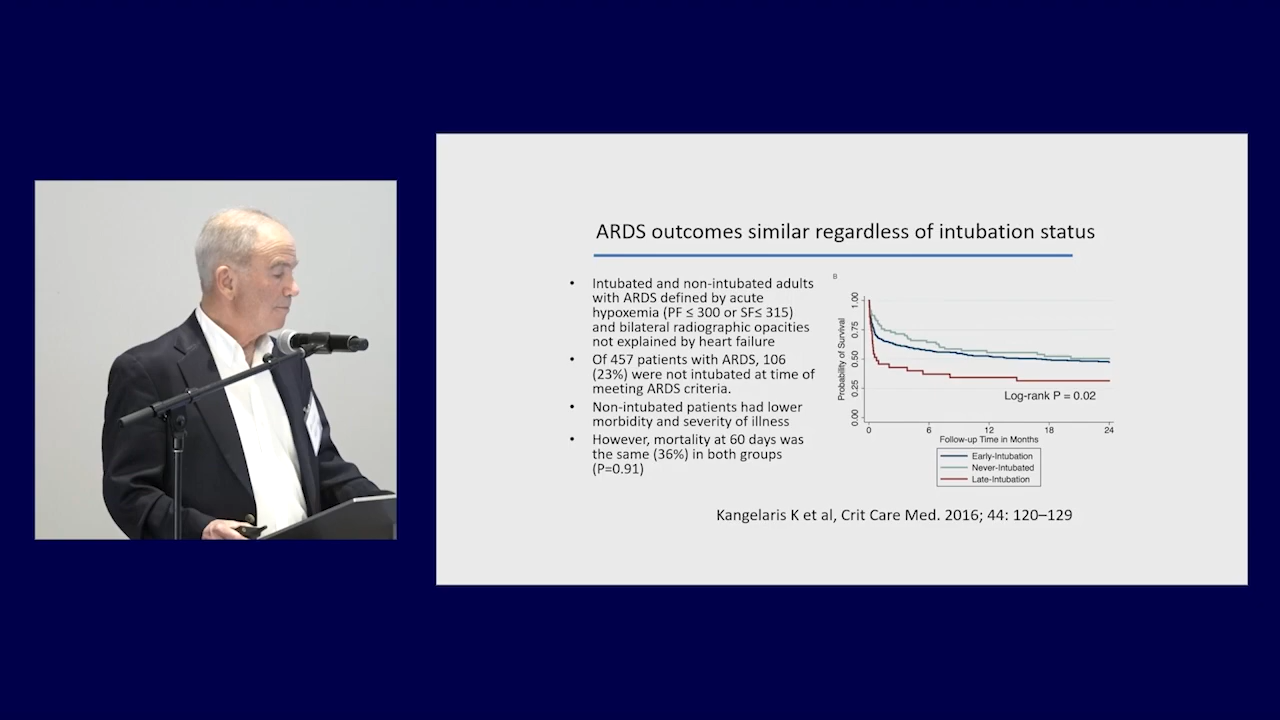 ARDS outcomes similar regardless of intubation status
• Intubated and non-intubated adults
with ARDS defined by acute
hypoxemia (PF ≤ 300 or SF≤ 315)
and bilateral radiographic opacities
not explained by heart failure
• Of 457 patients with ARDS, 106
(23%) were not intubated at time of
meeting ARDS criteria.
• Non-intubated patients had lower
morbidity and severity of illness
• However, mortality at 60 days was
the same (36%) in both groups
(P=0.91)
B
Probability of Survival
1.00
0.75
0.50
0.25
0.00
Log-rank P = 0.02
0 6 12 18 24
Follow-up Time in Months
Early-Intubation
Never-Intubated
Late-Intubation
Kangelaris K et al, Crit Care Med. 2016; 44: 120–129